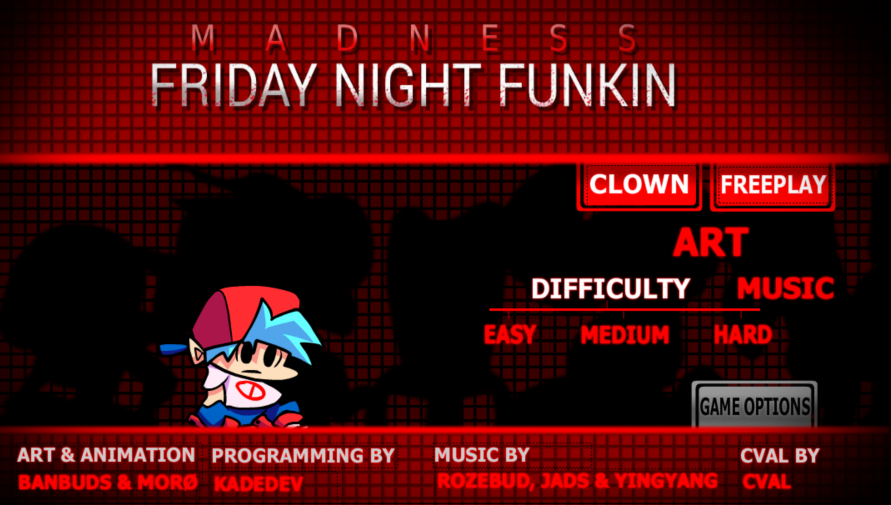 MADNESS
FRIDAY NIGHT FUNKIN
CLOWN FREEPLAY
ART
DIFFICULTY MUSIC
EASY MEDIUM HARD
GAME OPTIONS
ART & ANIMATION PROGRAMMING BY MUSIC BY CVAL BY
BANBUDS & MORØ KADEDEV ROZEBUD, JADS & YINGYANG CVAL